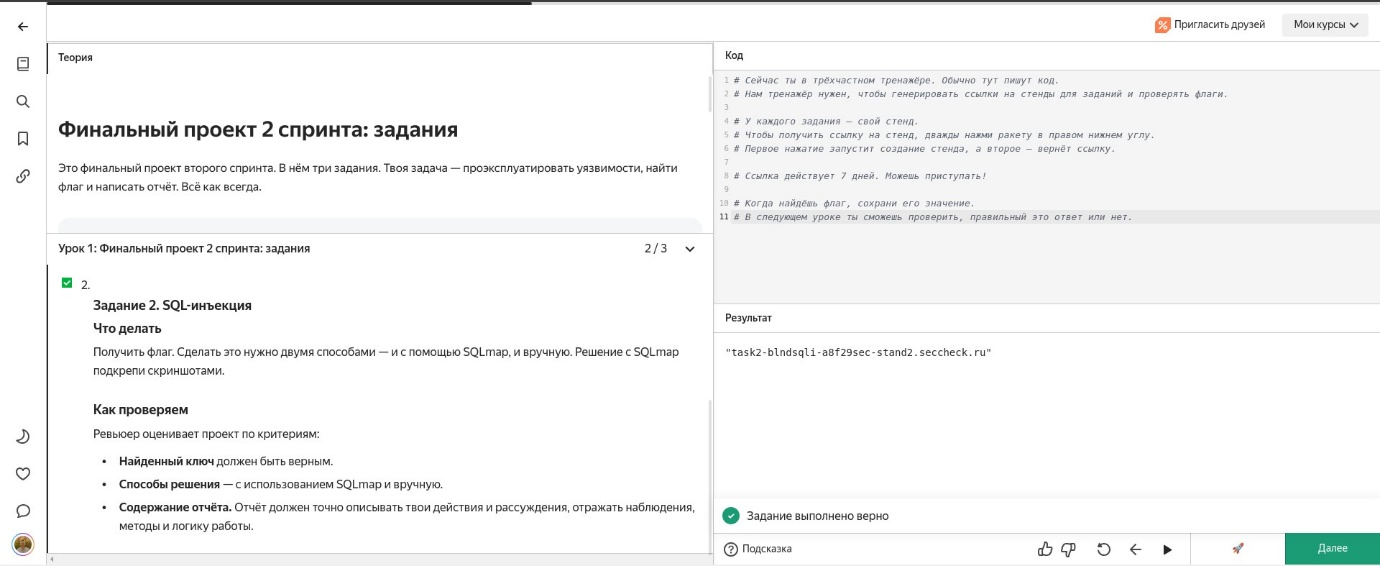 Пригласить друзей
Мои курсы
Теория
Финальный проект 2 спринта: задания
Это финальный проект второго спринта. В нём три задания. Твоя задача — проэксплуатировать уязвимости, найти
флаг и написать отчёт. Всё как всегда.
Урок 1: Финальный проект 2 спринта: задания
2 / 3
2.
Задание 2. SQL-инъекция
Что делать
Получить флаг. Сделать это нужно двумя способами — и с помощью SQLmap, и вручную. Решение с SQLmap
подкрепи скриншотами.
Как проверяем
Ревьюер оценивает проект по критериям:
• Найденный ключ должен быть верным.
• Способы решения — с использованием SQLmap и вручную.
• Содержание отчёта. Отчёт должен точно описывать твои действия и рассуждения, отражать наблюдения,
методы и логику работы.
Код
1 # Сейчас ты в трёхчастном тренажёре. Обычно тут пишут код.
2 # Нам тренажёр нужен, чтобы генерировать ссылки на стенды для заданий и проверять флаги.
3
4 # У каждого задания — свой стенд.
5 # Чтобы получить ссылку на стенд, дважды нажми ракету в правом нижнем углу.
6 # Первое нажатие запустит создание стенда, а второе — вернёт ссылку.
7
8 # Ссылка действует 7 дней. Можешь приступать!
9
10 # Когда найдёшь флаг, сохрани его значение.
11 # В следующем уроке ты сможешь проверить, правильный это ответ или нет.
Результат
"task2-blndsqli-a8f29sec-stand2.seccheck.ru"
Задание выполнено верно
Подсказка
Далее